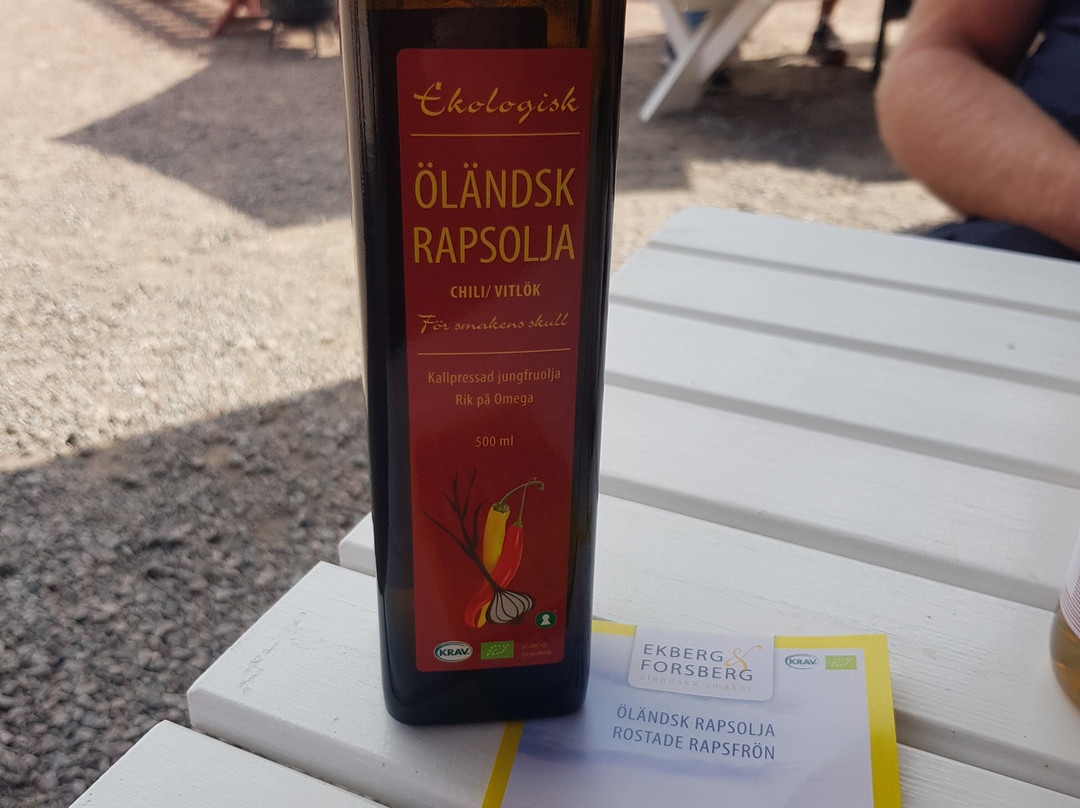 Ekologisk
ÖLÄNDSK
RAPSOLJA
CHILI/ VITLÖK
För smakens skull
Kallpressad jungfruolja
Rik på Omega
500 ml
KRAV
EKBERG &
FORSBERG
öländska smaker
KRAV
ÖLÄNDSK RAPSOLJA
ROSTADE RAPSFRÖN